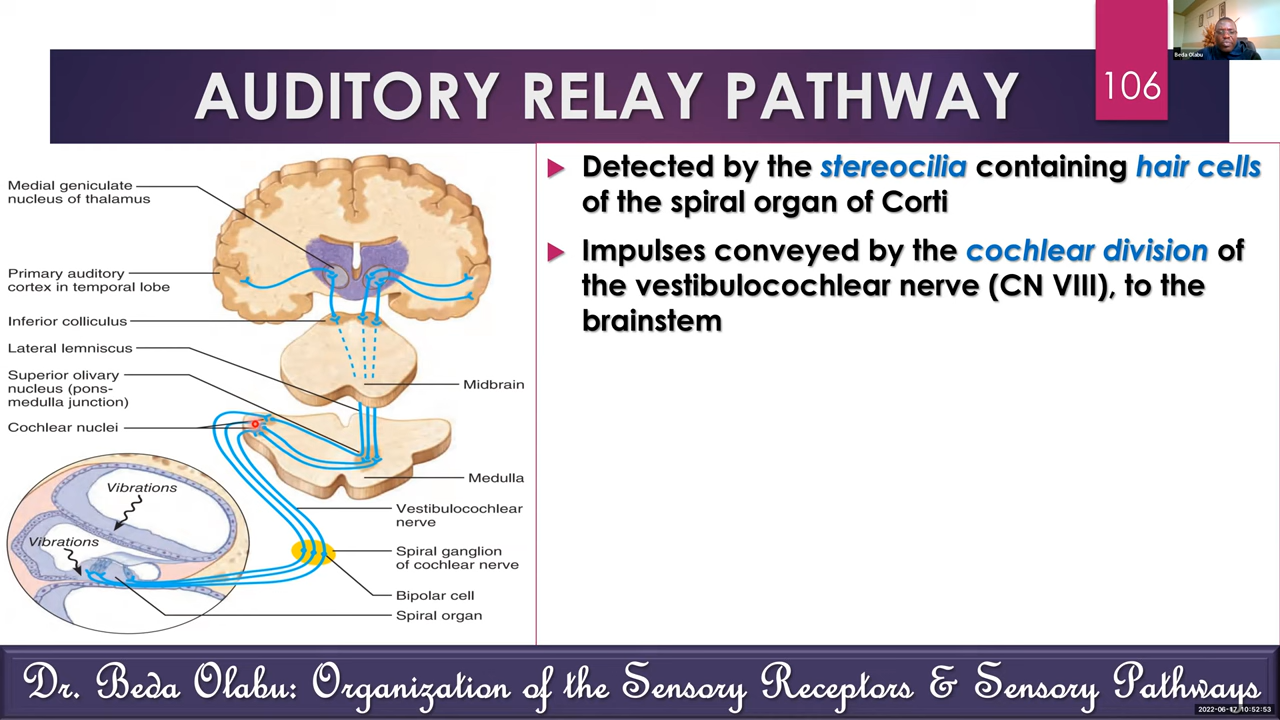 Beda Olabu
AUDITORY RELAY PATHWAY
106
Medial geniculate
nucleus of thalamus
Primary auditory
cortex in temporal lobe
Inferior colliculus
Lateral lemniscus
Superior olivary
nucleus (pons-
medulla junction)
Cochlear nuclei
Vibrations
Vibrations
Midbrain
Medulla
Vestibulocochlear
nerve
Spiral ganglion
of cochlear nerve
Bipolar cell
Spiral organ
Detected by the stereocilia containing hair cells
of the spiral organ of Corti
Impulses conveyed by the cochlear division of
the vestibulocochlear nerve (CN VIII), to the
brainstem
Dr. Beda Olabu: Organization of the Sensory Receptors & Sensory Pathways
2022-06-17 10:52:53